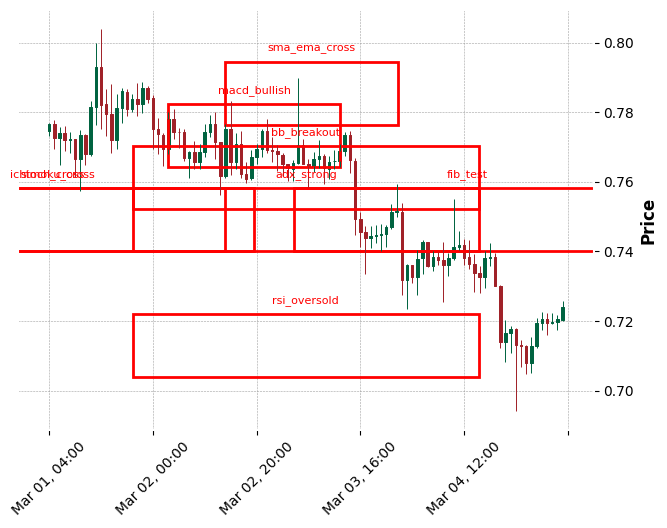 sma_ema_cross
macd_bullish
bb_breakout
adx_strong
fib_test
rsi_oversold
0.80
0.78
0.76
0.74
0.72
0.70
Price
Mar 01, 04:00
Mar 02, 00:00
Mar 02, 20:00
Mar 03, 16:00
Mar 04, 12:00